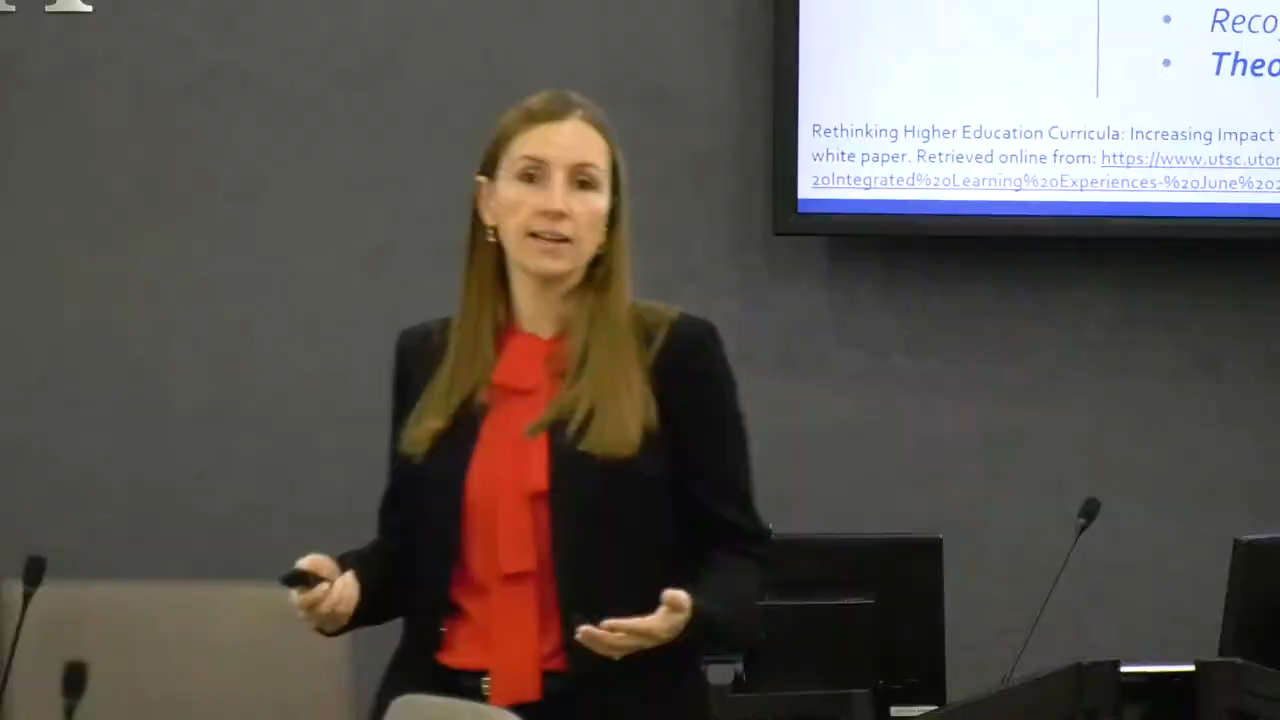 Reco
Theo
Rethinking Higher Education Curricula: Increasing Impact
white paper. Retrieved online from: https://www.utsc.utor
20Integrated%20Learning%20Experiences-%20June%202